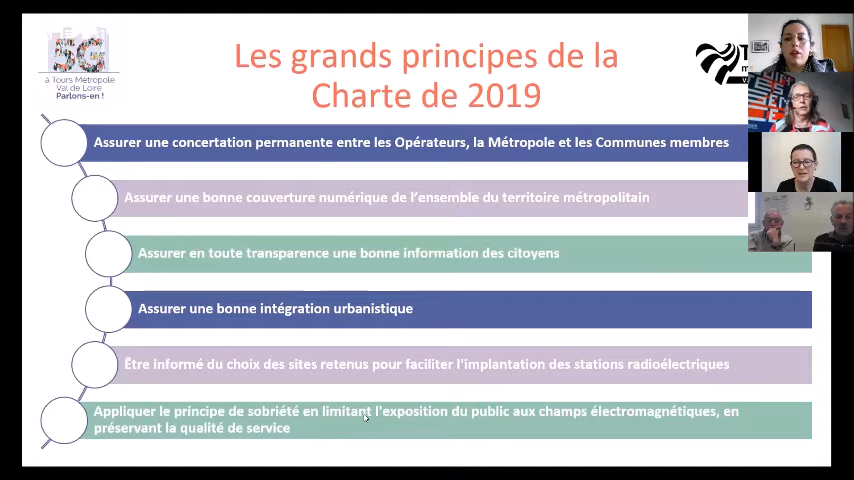 5G
à Tours Métropole
Val de Loire
Parlons-en !
Les grands principes de la
Charte de 2019
Assurer une concertation permanente entre les Opérateurs, la Métropole et les Communes membres
Assurer une bonne couverture numérique de l’ensemble du territoire métropolitain
Assurer en toute transparence une bonne information des citoyens
Assurer une bonne intégration urbanistique
Être informé du choix des sites retenus pour faciliter l'implantation des stations radioélectriques
Appliquer le principe de sobriété en limitant l'exposition du public aux champs électromagnétiques, en
préservant la qualité de service